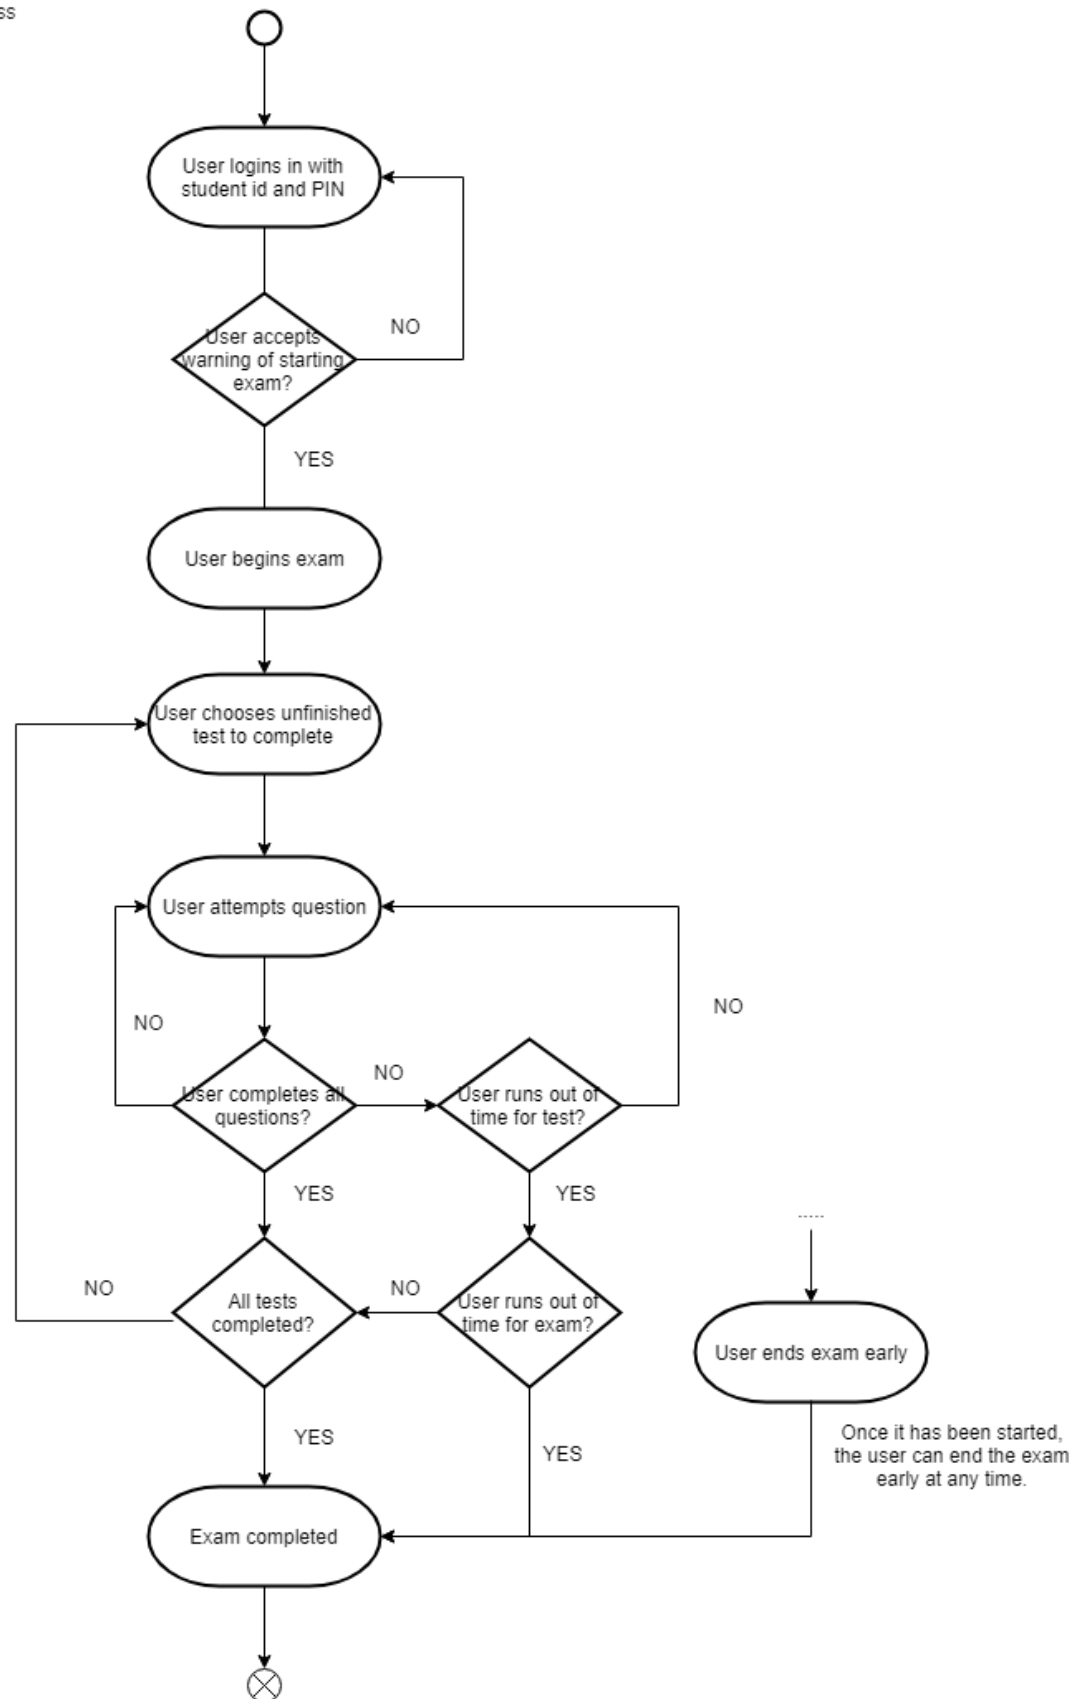 ss
User logins in with
student id and PIN
User accepts
warning of starting
exam?
NO
YES
User begins exam
User chooses unfinished
test to complete
User attempts question
NO
NO
User completes all
questions?
NO
User runs out of
time for test?
YES
YES
-----
NO
All tests
completed?
NO
User runs out of
time for exam?
User ends exam early
YES
YES
Once it has been started,
the user can end the exam
early at any time.
Exam completed